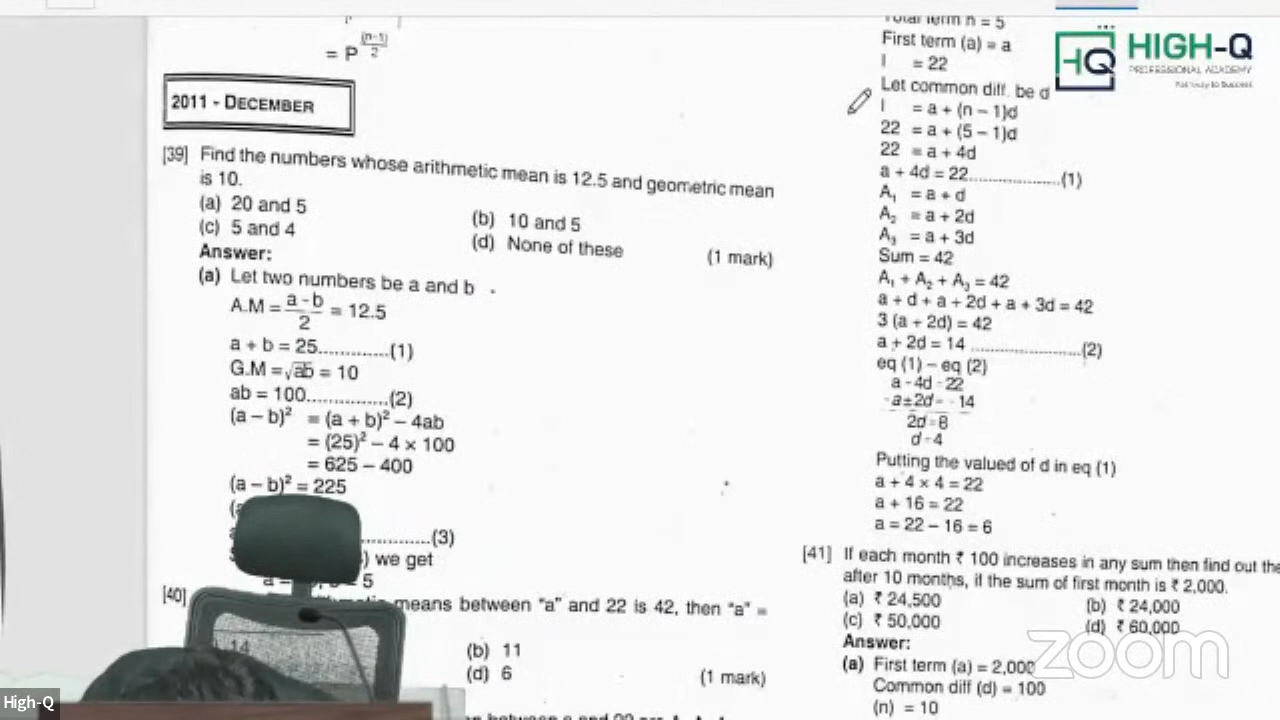 = P^((n-1)/2)
2011 - DECEMBER
[39] Find the numbers whose arithmetic mean is 12.5 and geometric mean
is 10.
(a) 20 and 5
(b) 10 and 5
(c) 5 and 4
(d) None of these
(1 mark)
Answer:
(a) Let two numbers be a and b
A.M = a - b / 2 = 12.5
a + b = 25..............(1)
G.M = √ab = 10
ab = 100................(2)
(a – b)² = (a + b)² – 4ab
= (25)² – 4 × 100
= 625 – 400
(a – b)² = 225
..............(3)
we get
5
[40]
means between "a" and 22 is 42, then "a" =
14
(b) 11
(d) 6
(1 mark)
Total term n = 5
First term (a) = a
l = 22
Let common diff. be d
l = a + (n – 1)d
22 = a + (5 – 1)d
22 = a + 4d
a + 4d = 22....................(1)
A₁ = a + d
A₂ = a + 2d
A₃ = a + 3d
Sum = 42
A₁ + A₂ + A₃ = 42
a + d + a + 2d + a + 3d = 42
3 (a + 2d) = 42
a + 2d = 14 ........................(2)
eq (1) – eq (2)
a - 4d - 22
-a ± 2d = - 14
2d = 8
d - 4
Putting the valued of d in eq (1)
a + 4 × 4 = 22
a + 16 = 22
a = 22 – 16 = 6
[41] If each month ₹ 100 increases in any sum then find out the
after 10 months, if the sum of first month is ₹ 2,000.
(a) ₹ 24,500
(b) ₹ 24,000
(c) ₹ 50,000
(d) ₹ 60,000
Answer:
(a) First term (a) = 2,000
Common diff (d) = 100
(n) = 10
HQ HIGH-Q
PROFESSIONAL ACADEMY
Pathway to Success
zoom
High-Q